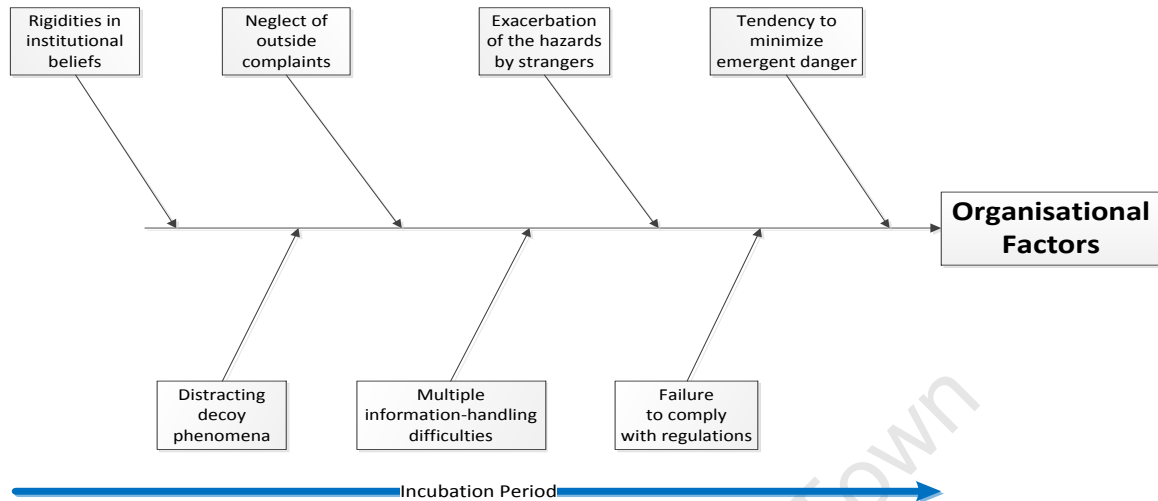 Rigidities in
institutional
beliefs
Neglect of
outside
complaints
Exacerbation
of the hazards
by strangers
Tendency to
minimize
emergent danger
Organisational
Factors
Distracting
decoy
phenomena
Multiple
information-handling
difficulties
Failure
to comply
with regulations
Town
Incubation Period